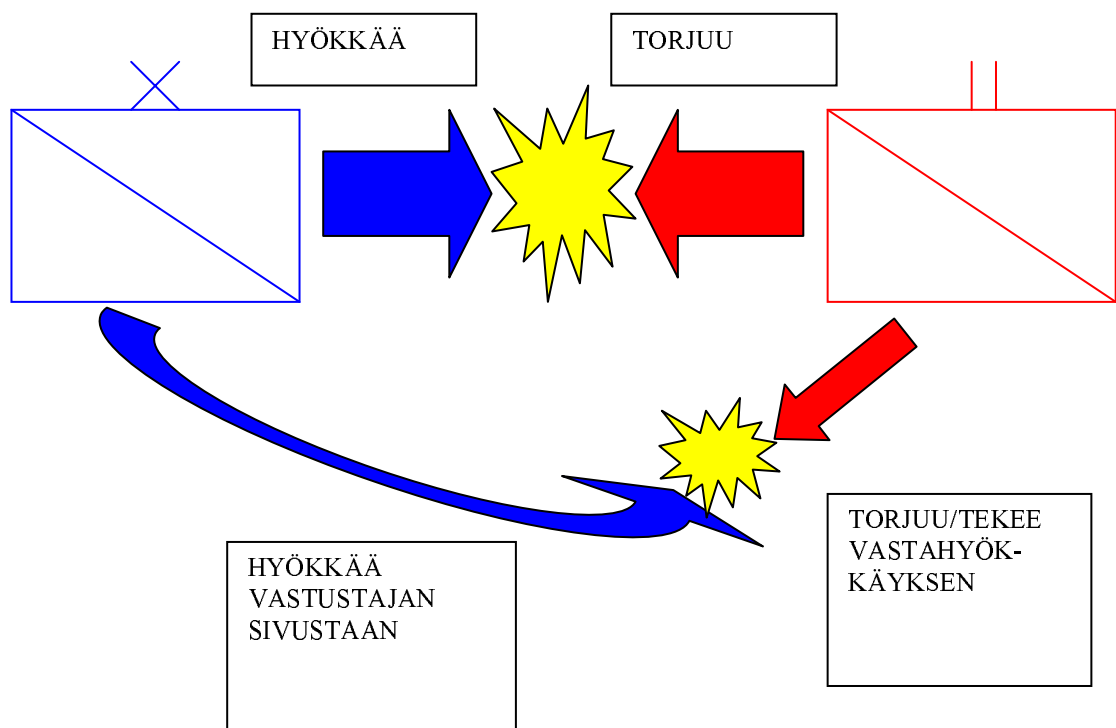 HYÖKKÄÄ
TORJUU
HYÖKKÄÄ
VASTUSTAJAN
SIVUSTAAN
TORJUU/TEKEE
VASTAHYÖK-
KÄYKSEN